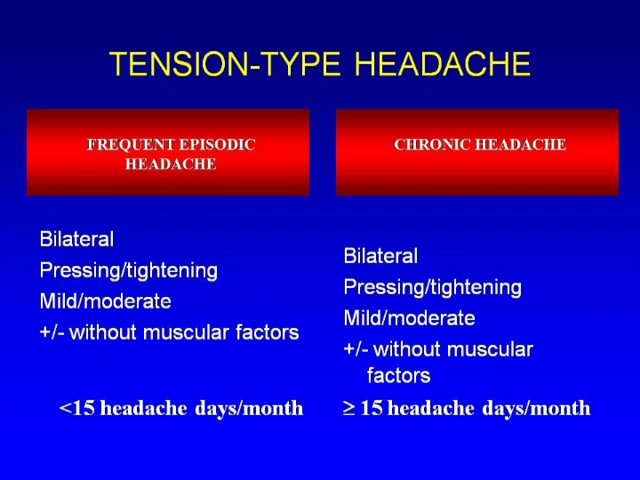 TENSION-TYPE HEADACHE
FREQUENT EPISODIC
HEADACHE
Bilateral
Pressing/tightening
Mild/moderate
+/- without muscular factors
<15 headache days/month
CHRONIC HEADACHE
Bilateral
Pressing/tightening
Mild/moderate
+/- without muscular
factors
≥ 15 headache days/month